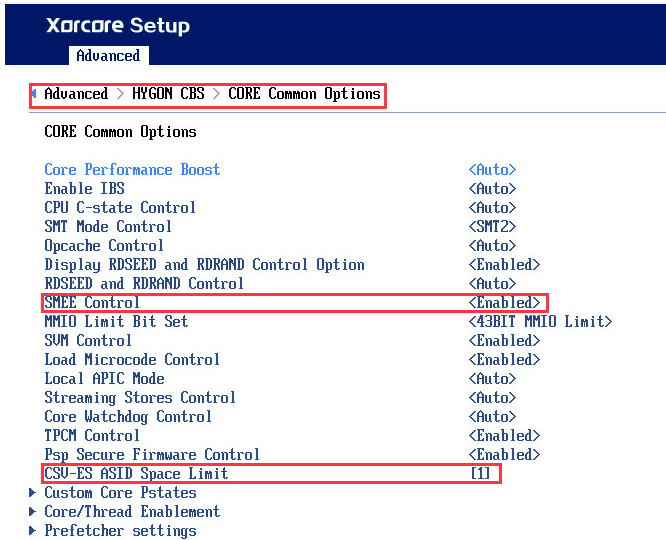 Xarcare Setup
Advanced
Advanced > HYGON CBS > CORE Common Options
CORE Common Options
Core Performance Boost <Auto>
Enable IBS <Auto>
CPU C-state Control <Auto>
SMT Mode Control <SMT2>
Opcache Control <Auto>
Display RDSEED and RDRAND Control Option <Enabled>
RDSEED and RDRAND Control <Auto>
SMEE Control <Enabled>
MMIO Limit Bit Set <43BIT MMIO Limit>
SVM Control <Enabled>
Load Microcode Control <Enabled>
Local APIC Mode <Auto>
Streaming Stores Control <Auto>
Core Watchdog Control <Auto>
TPCM Control <Enabled>
Psp Secure Firmware Control <Enabled>
CSV-ES ASID Space Limit [1]
Custom Core Pstates
Core/Thread Enablement
Prefetcher settings